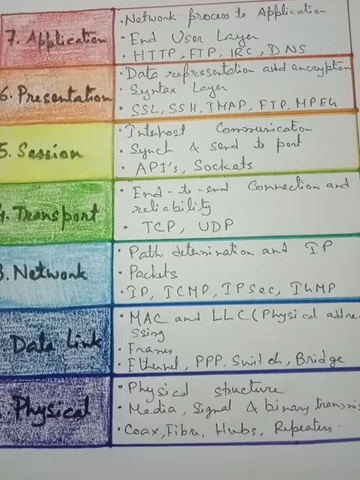 7. Application
• Network process to Application
• End User Layer
• HTTP, FTP, IRC, DNS
6. Presentation
• Data representation and encryption
• Syntax Layer
• SSL, SSH, IMAP, FTP, MPEG
5. Session
• Interhost Communication
• Synch & send to port
• API's, Sockets
4. Transport
• End-to-end Connection and
reliability
• TCP, UDP
3. Network
• Path determination and IP
• Packets
• IP, ICMP, IPSec, IGMP
Data Link
• MAC and LLC (Physical addre
ssing
• Frames
• Ethernet, PPP, Switch, Bridge
Physical
• Physical structure
• Media, Signal & binary transmis
• Coax, Fibre, Hubs, Repeaters